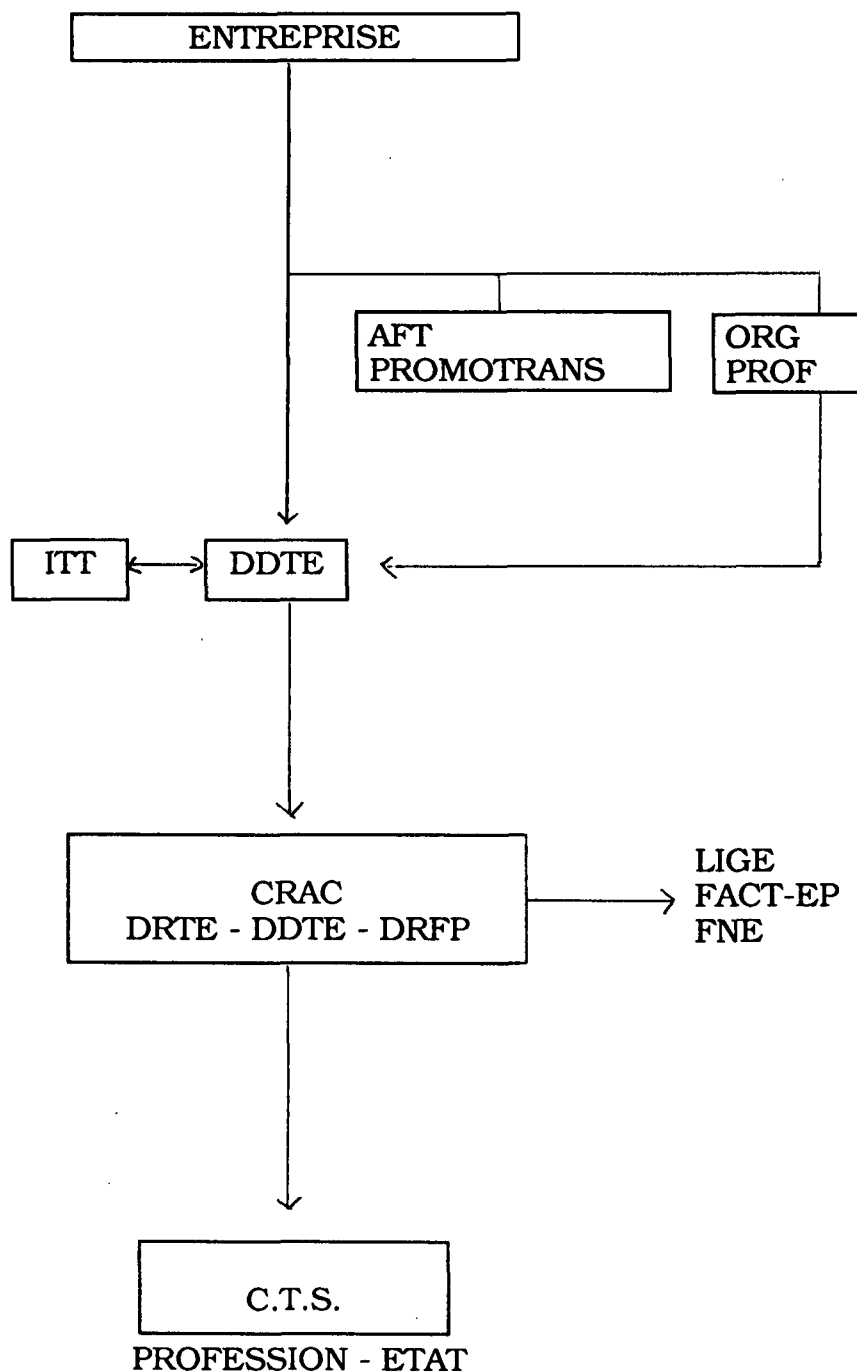 ENTREPRISE
AFT
PROMOTRANS
ORG
PROF
ITT
DDTE
CRAC
DRTE - DDTE - DRFP
LIGE
FACT-EP
FNE
C.T.S.
PROFESSION - ETAT